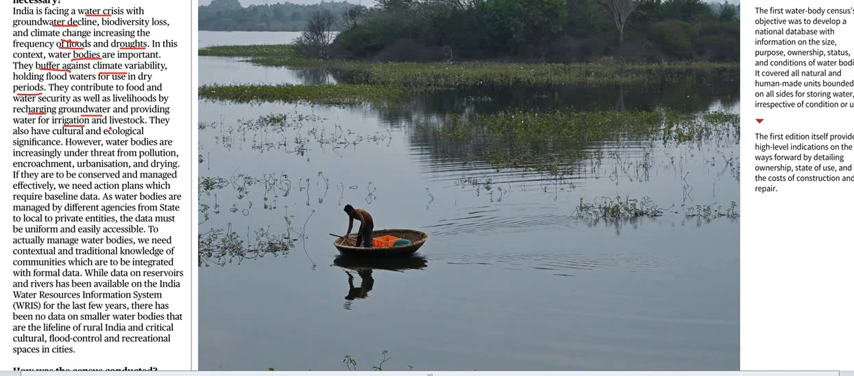 necessary?
India is facing a water crisis with
groundwater decline, biodiversity loss,
and climate change increasing the
frequency of floods and droughts. In this
context, water bodies are important.
They buffer against climate variability,
holding flood waters for use in dry
periods. They contribute to food and
water security as well as livelihoods by
recharging groundwater and providing
water for irrigation and livestock. They
also have cultural and ecological
significance. However, water bodies are
increasingly under threat from pollution,
encroachment, urbanisation, and drying.
If they are to be conserved and managed
effectively, we need action plans which
require baseline data. As water bodies are
managed by different agencies from State
to local to private entities, the data must
be uniform and easily accessible. To
actually manage water bodies, we need
contextual and traditional knowledge of
communities which are to be integrated
with formal data. While data on reservoirs
and rivers has been available on the India
Water Resources Information System
(WRIS) for the last few years, there has
been no data on smaller water bodies that
are the lifeline of rural India and critical
cultural, flood-control and recreational
spaces in cities.
How was the census conducted?
The first water-body census's
objective was to develop a
national database with
information on the size,
purpose, ownership, status,
and conditions of water bodi
It covered all natural and
human-made units bounded
on all sides for storing water,
irrespective of condition or u
The first edition itself provide
high-level indications on the
ways forward by detailing
ownership, state of use, and
the costs of construction and
repair.